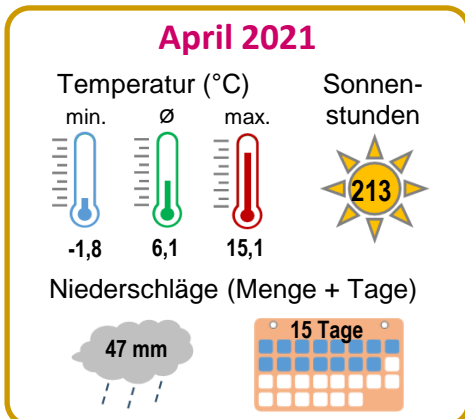 April 2021
Temperatur (°C)
Sonnen-
stunden
min. Ø max.
213
-1,8 6,1 15,1
Niederschläge (Menge + Tage)
47 mm
15 Tage